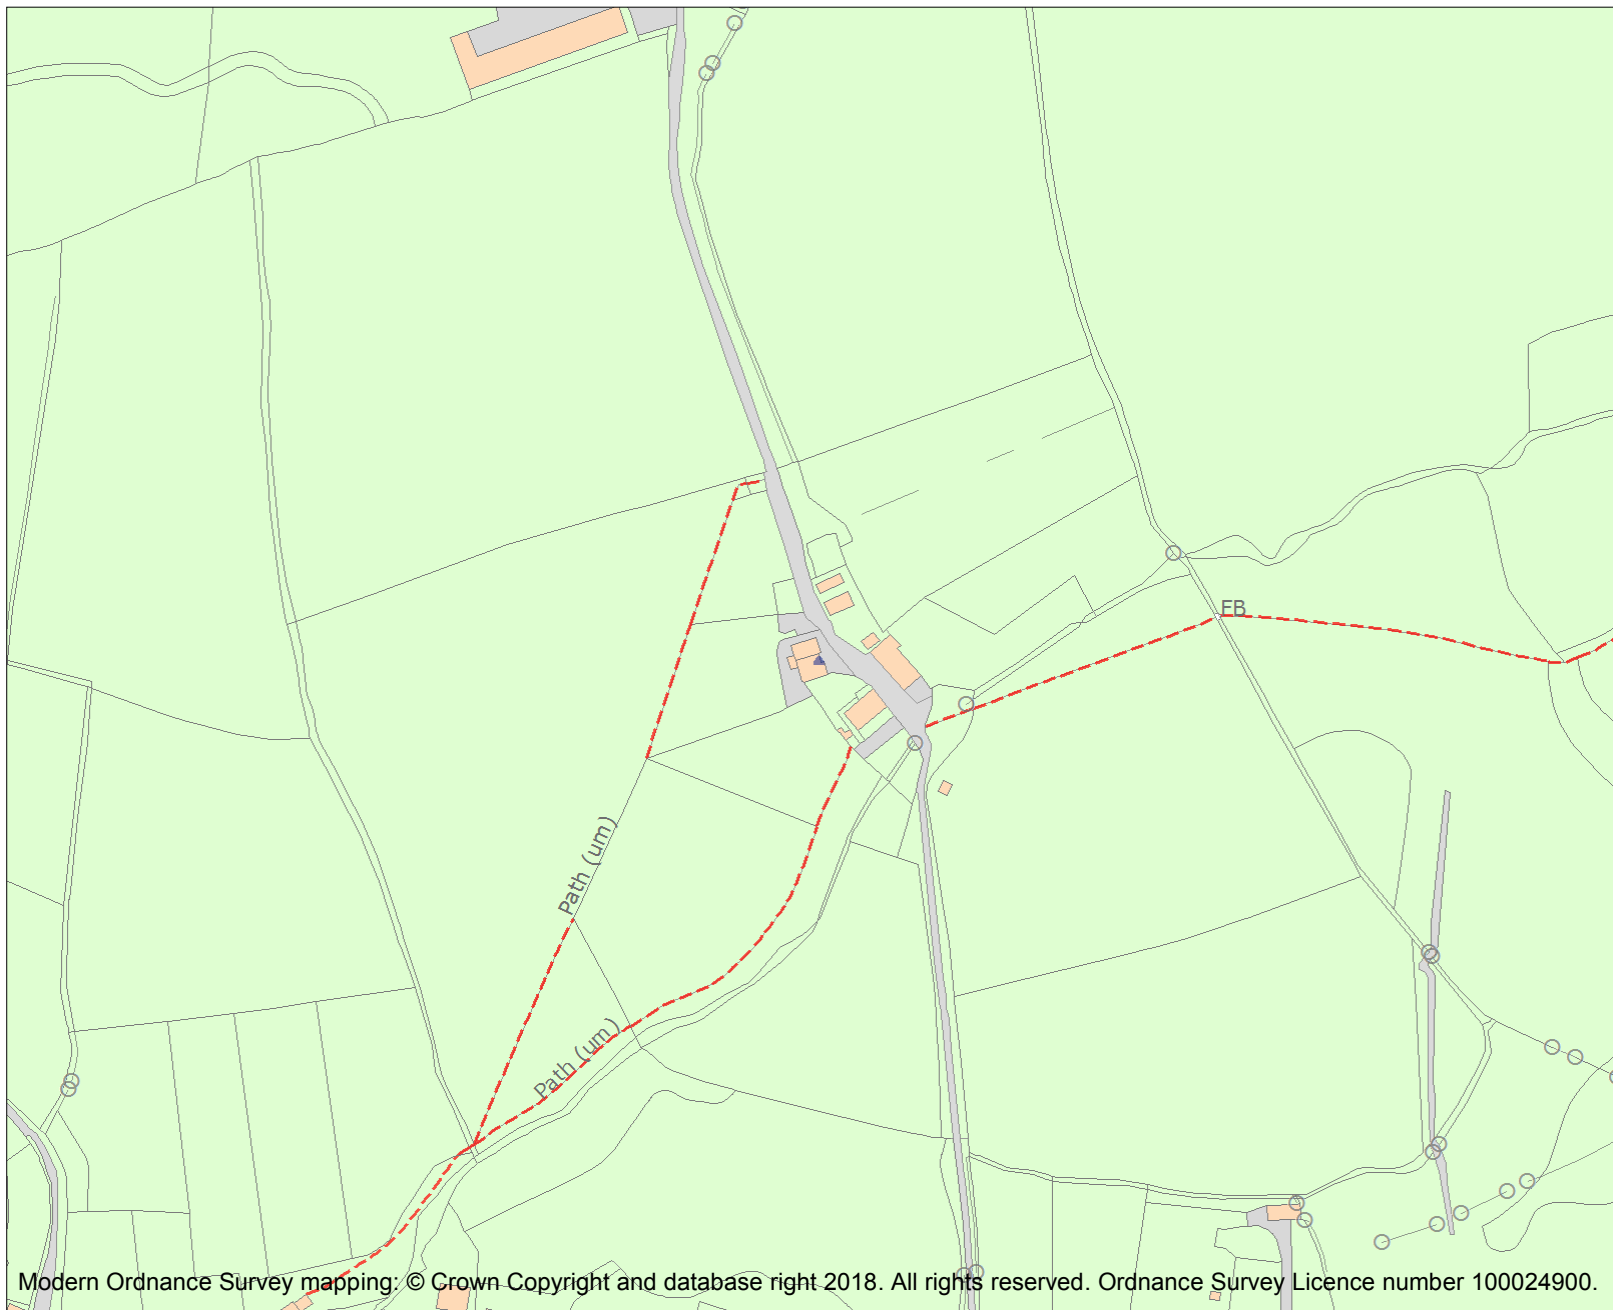 FB
Path (um)
Path (um)
Modern Ordnance Survey mapping: © Crown Copyright and database right 2018. All rights reserved. Ordnance Survey Licence number 100024900.